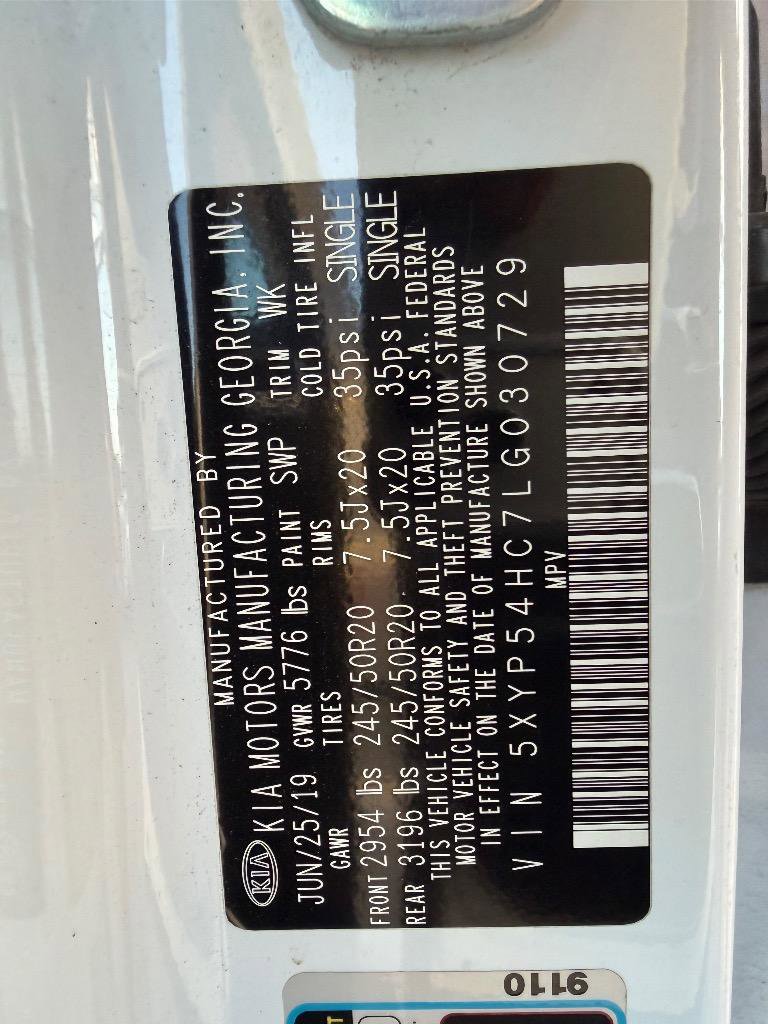 MANUFACTURED BY
KIA KIA MOTORS MANUFACTURING GEORGIA, INC.
JUN/25/19 GVWR 5776 lbs PAINT SWP TRIM WK
GAWR TIRES RIMS COLD TIRE INFL
FRONT 2954 lbs 245/50R20 7.5Jx20 35psi SINGLE
REAR 3196 lbs 245/50R20 7.5Jx20 35psi SINGLE
THIS VEHICLE CONFORMS TO ALL APPLICABLE U.S.A. FEDERAL
MOTOR VEHICLE SAFETY AND THEFT PREVENTION STANDARDS
IN EFFECT ON THE DATE OF MANUFACTURE SHOWN ABOVE
VIN 5XYP54HC7LG030729
MPV
9110